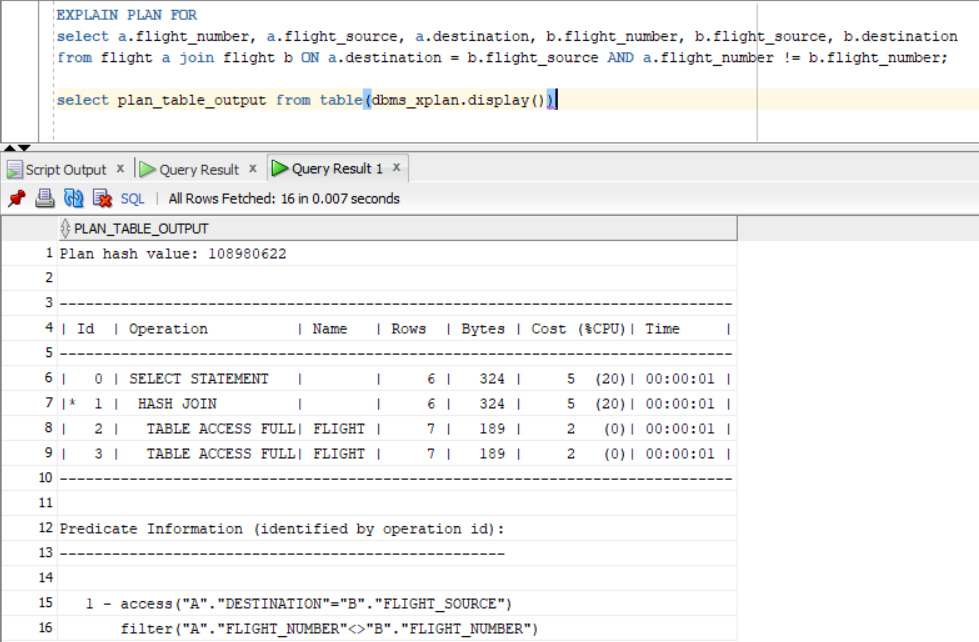 EXPLAIN PLAN FOR
select a.flight_number, a.flight_source, a.destination, b.flight_number, b.flight_source, b.destination
from flight a join flight b ON a.destination = b.flight_source AND a.flight_number != b.flight_number;
select plan_table_output from table(dbms_xplan.display())
Script Output x Query Result x Query Result 1 x
SQL | All Rows Fetched: 16 in 0.007 seconds
PLAN_TABLE_OUTPUT
1 Plan hash value: 108980622
2
3 -----------------------------------------------------------------------------
4 | Id  | Operation          | Name   | Rows  | Bytes | Cost (%CPU)| Time     |
5 -----------------------------------------------------------------------------
6 |   0 | SELECT STATEMENT   |        |     6 |   324 |     5  (20)| 00:00:01 |
7 |*  1 |  HASH JOIN         |        |     6 |   324 |     5  (20)| 00:00:01 |
8 |   2 |   TABLE ACCESS FULL| FLIGHT |     7 |   189 |     2   (0)| 00:00:01 |
9 |   3 |   TABLE ACCESS FULL| FLIGHT |     7 |   189 |     2   (0)| 00:00:01 |
10 -----------------------------------------------------------------------------
11
12 Predicate Information (identified by operation id):
13 ---------------------------------------------------
14
15    1 - access("A"."DESTINATION"="B"."FLIGHT_SOURCE")
16        filter("A"."FLIGHT_NUMBER"<>"B"."FLIGHT_NUMBER")